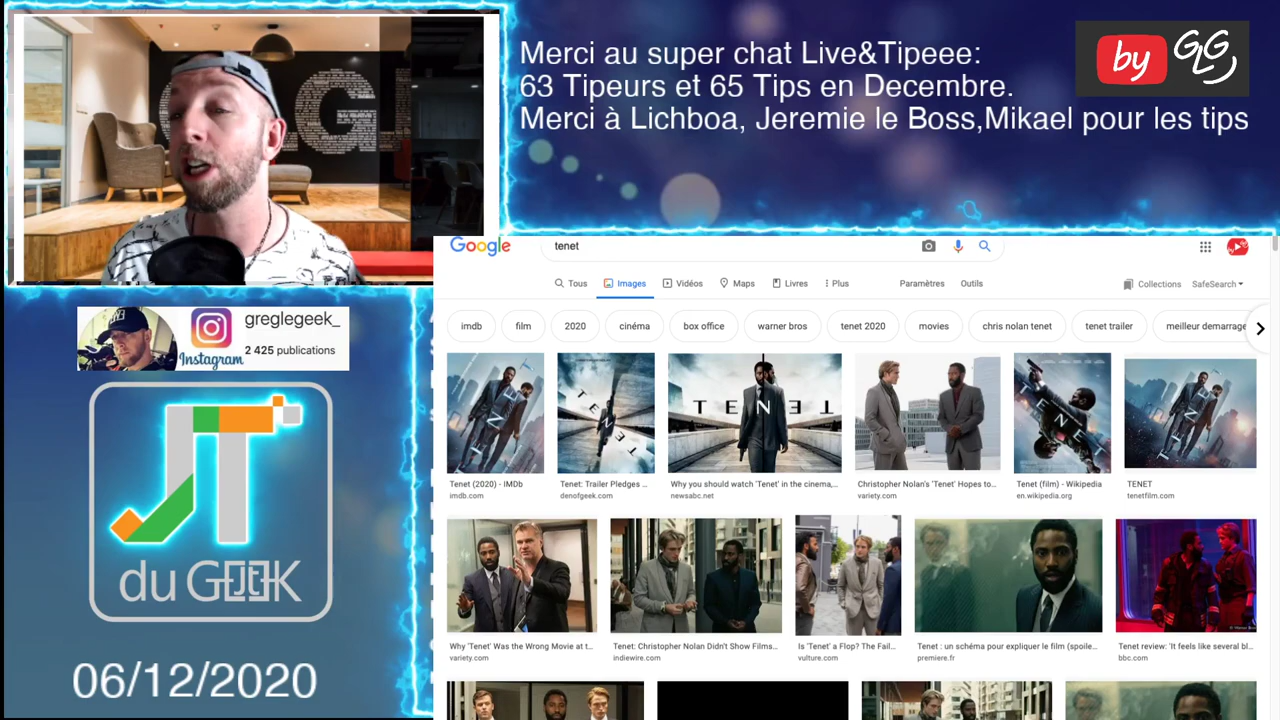 Merci au super chat Live&Tipeee:
63 Tipeurs et 65 Tips en Decembre.
Merci à Lichboa, Jeremie le Boss,Mikael pour les tips
by GLG
Google
tenet
Tous
Images
Vidéos
Maps
Livres
Plus
Paramètres
Outils
Collections
SafeSearch
imdb
film
2020
cinéma
box office
warner bros
tenet 2020
movies
chris nolan tenet
tenet trailer
meilleur demarrage
TENET
TENET
TENET
TENET
TENET
Tenet (2020) - IMDb
imdb.com
Tenet: Trailer Pledges ...
denofgeek.com
Why you should watch 'Tenet' in the cinema,...
newsabc.net
Christopher Nolan's 'Tenet' Hopes to...
variety.com
Tenet (film) - Wikipedia
en.wikipedia.org
TENET
tenetfilm.com
Why 'Tenet' Was the Wrong Movie at t...
variety.com
Tenet: Christopher Nolan Didn't Show Films...
indiewire.com
Is 'Tenet' a Flop? The Fail...
vulture.com
Tenet : un schéma pour expliquer le film (spoile...
premiere.fr
Tenet review: 'It feels like several bl...
bbc.com
greglegeek_
2 425 publications
Instagram
JT
du GEEK
06/12/2020